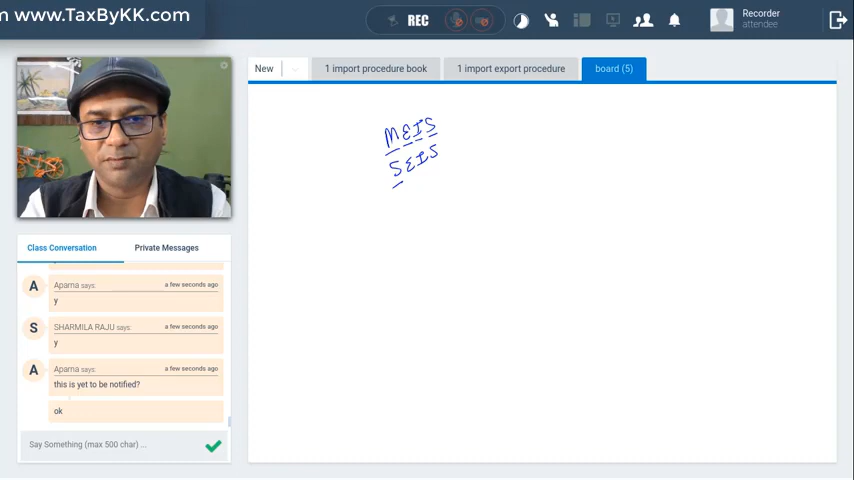 www.TaxByKK.com
REC
Recorder
attendee
New
1 import procedure book
1 import export procedure
board (5)
MEIS
SEIS
Class Conversation
Private Messages
A
Aparna says:
a few seconds ago
y
S
SHARMILA RAJU says:
a few seconds ago
y
A
Aparna says:
a few seconds ago
this is yet to be notified?
ok
Say Something (max 500 char) ...